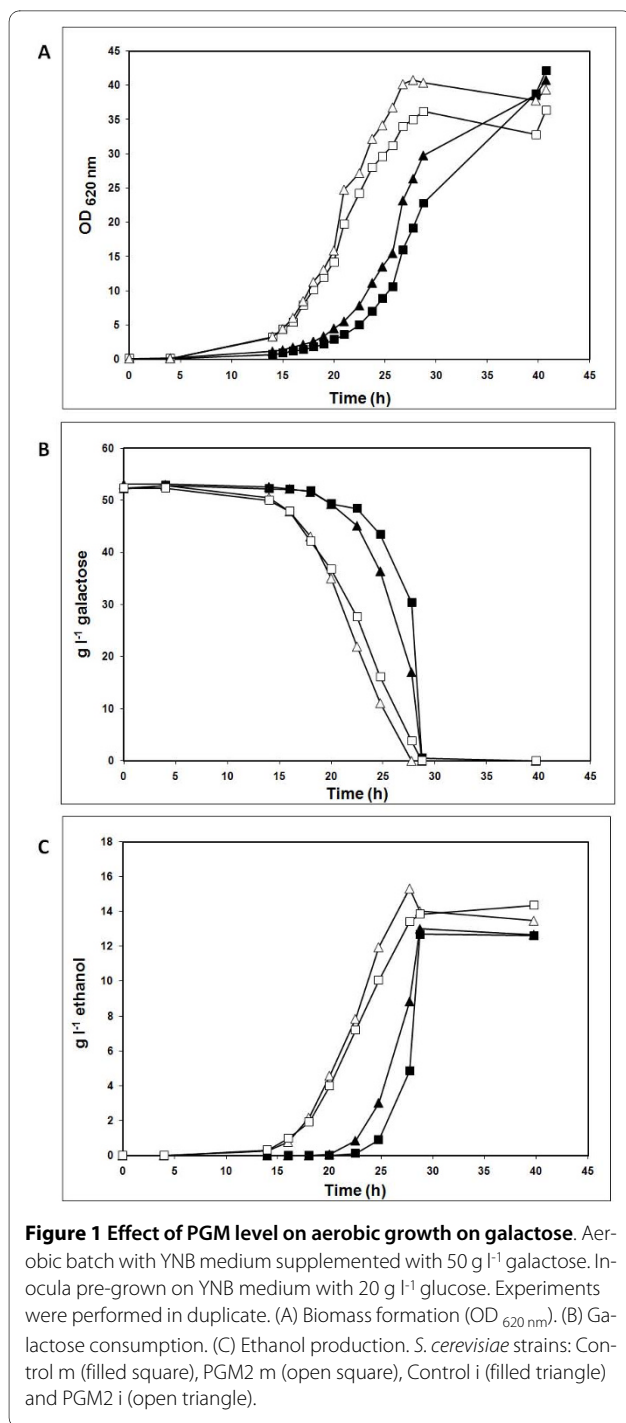 A
OD 620 nm
45
40
35
30
25
20
15
10
5
0
0 5 10 15 20 25 30 35 40 45
Time (h)
B
g l-1 galactose
60
50
40
30
20
10
0
0 5 10 15 20 25 30 35 40 45
Time (h)
C
g l-1 ethanol
18
16
14
12
10
8
6
4
2
0
0 5 10 15 20 25 30 35 40 45
Time (h)
Figure 1 Effect of PGM level on aerobic growth on galactose. Aer-
obic batch with YNB medium supplemented with 50 g l-1 galactose. In-
ocula pre-grown on YNB medium with 20 g l-1 glucose. Experiments
were performed in duplicate. (A) Biomass formation (OD 620 nm). (B) Ga-
lactose consumption. (C) Ethanol production. S. cerevisiae strains: Con-
trol m (filled square), PGM2 m (open square), Control i (filled triangle)
and PGM2 i (open triangle).